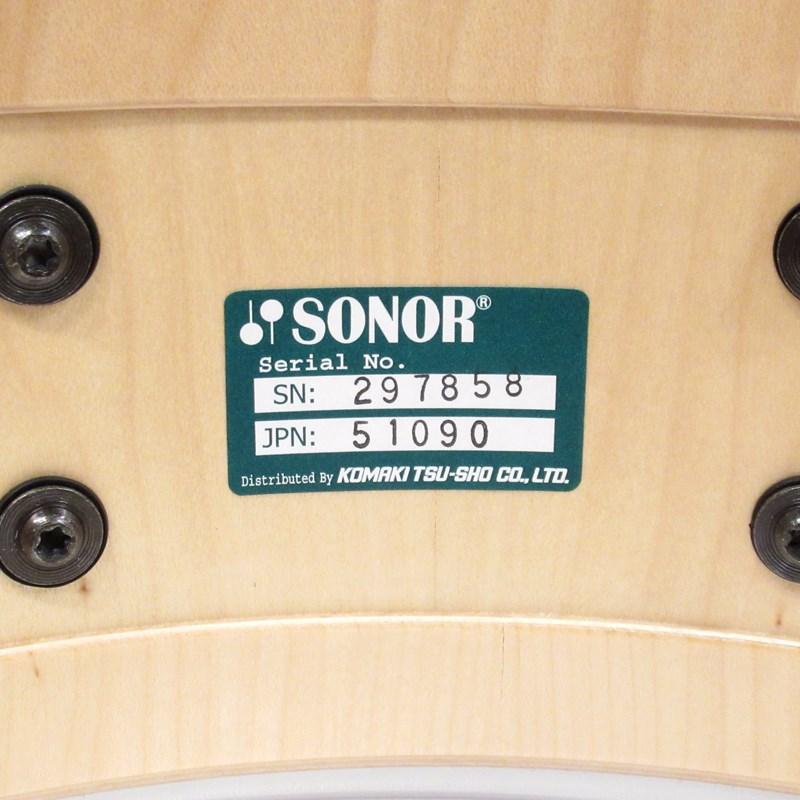 SONOR®
Serial No.
SN: 297858
JPN: 51090
Distributed By KOMAKI TSU-SHO CO., LTD.